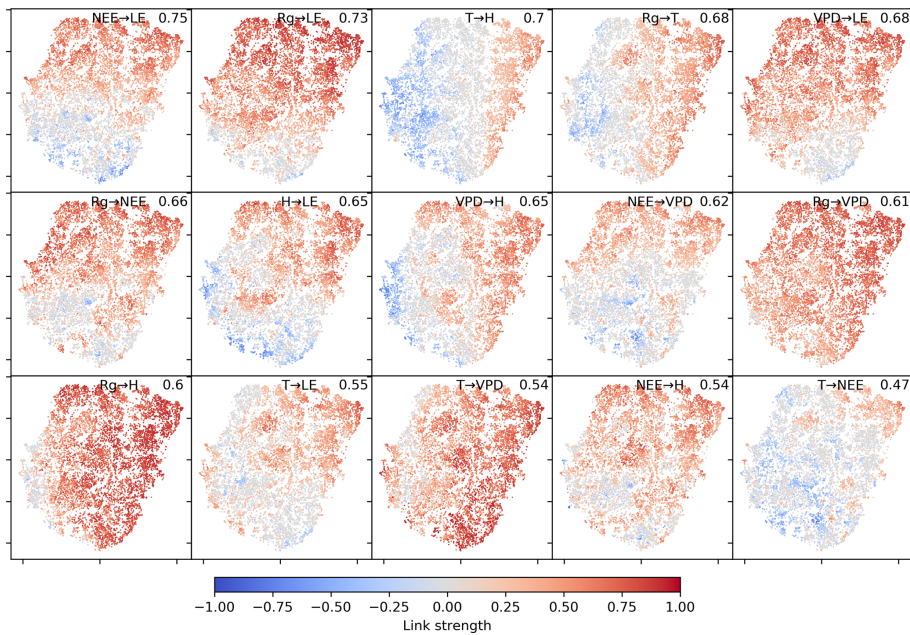 NEE→LE 0.75
Rg→LE 0.73
T→H 0.7
Rg→T 0.68
VPD→LE 0.68
Rg→NEE 0.66
H→LE 0.65
VPD→H 0.65
NEE→VPD 0.62
Rg→VPD 0.61
Rg→H 0.6
T→LE 0.55
T→VPD 0.54
NEE→H 0.54
T→NEE 0.47
−1.00 −0.75 −0.50 −0.25 0.00 0.25 0.50 0.75 1.00
Link strength